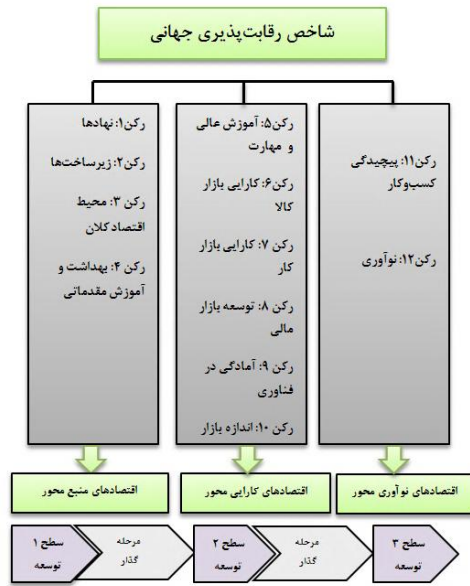 شاخص رقابت‌پذیری جهانی
رکن۱: نهادها
رکن۲: زیرساخت‌ها
رکن ۳: محیط
اقتصاد کلان
رکن ۴: بهداشت و
آموزش مقدماتی
رکن۵: آموزش عالی
و مهارت
رکن ۶: کارایی بازار
کالا
رکن ۷: کارایی بازار
کار
رکن ۸: توسعه بازار
مالی
رکن ۹: آمادگی در
فناوری
رکن ۱۰: اندازه بازار
رکن۱۱: پیچیدگی
کسب‌وکار
رکن۱۲: نوآوری
اقتصادهای منبع محور
اقتصادهای کارایی محور
اقتصادهای نوآوری محور
سطح ۱
توسعه
مرحله
گذار
سطح ۲
توسعه
مرحله
گذار
سطح ۳
توسعه